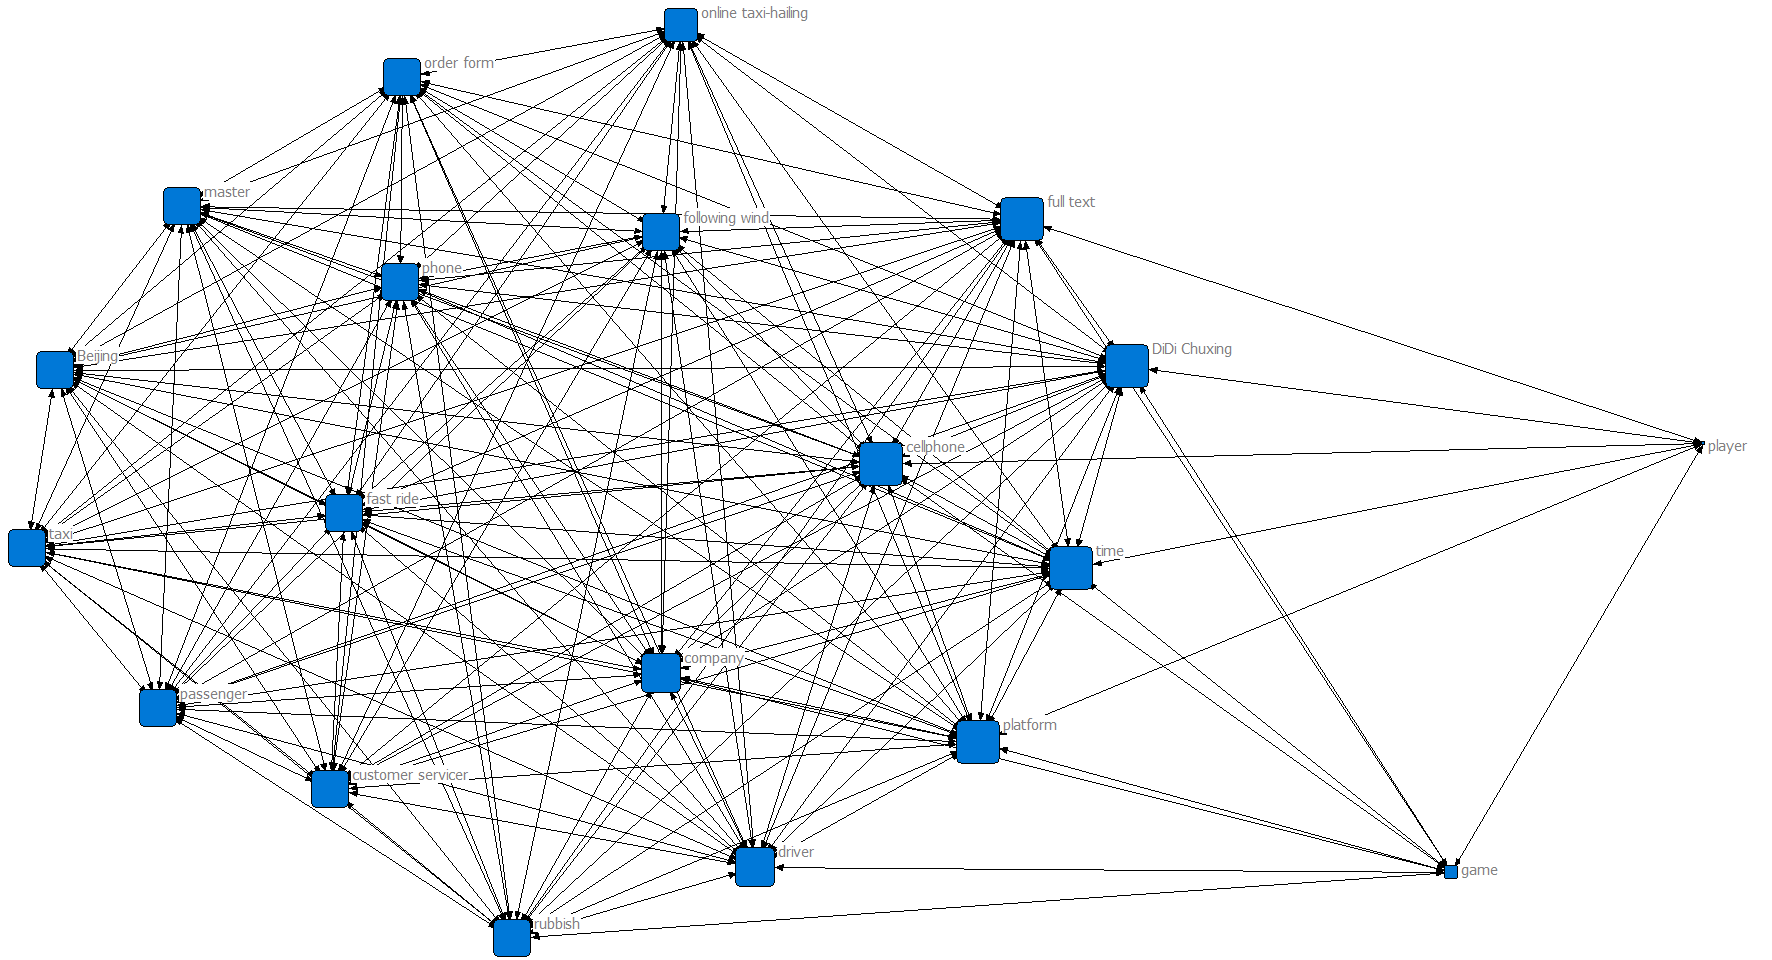 online taxi-hailing
order form
master
full text
following wind
phone
DiDi Chuxing
Beijing
player
cellphone
fast ride
taxi
time
company
passenger
platform
customer servicer
driver
game
rubbish